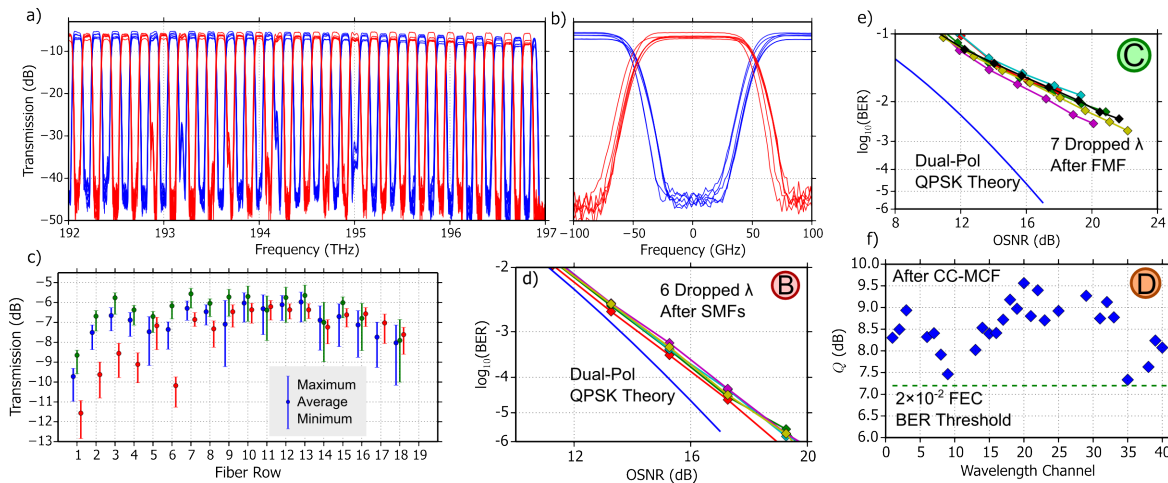 a)
Transmission (dB)
−10
−20
−30
−40
−50
192
193
194
195
196
197
Frequency (THz)
b)
−10
−20
−30
−40
−50
−100
−50
0
50
100
Frequency (GHz)
c)
Transmission (dB)
−5
−6
−7
−8
−9
−10
−11
−12
−13
1 2 3 4 5 6 7 8 9 10 11 12 13 14 15 16 17 18 19
Fiber Row
Maximum
Average
Minimum
d)
log₁₀(BER)
-2
-3
-4
-5
-6
12
16
20
OSNR (dB)
6 Dropped λ
After SMFs
B
Dual-Pol
QPSK Theory
e)
log₁₀(BER)
-1
-2
-3
-4
-5
-6
8
12
16
20
24
OSNR (dB)
C
7 Dropped λ
After FMF
Dual-Pol
QPSK Theory
f)
Q (dB)
10.0
9.5
9.0
8.5
8.0
7.5
7.0
6.5
6.0
0 5 10 15 20 25 30 35 40
Wavelength Channel
After CC-MCF
D
2×10⁻² FEC
BER Threshold